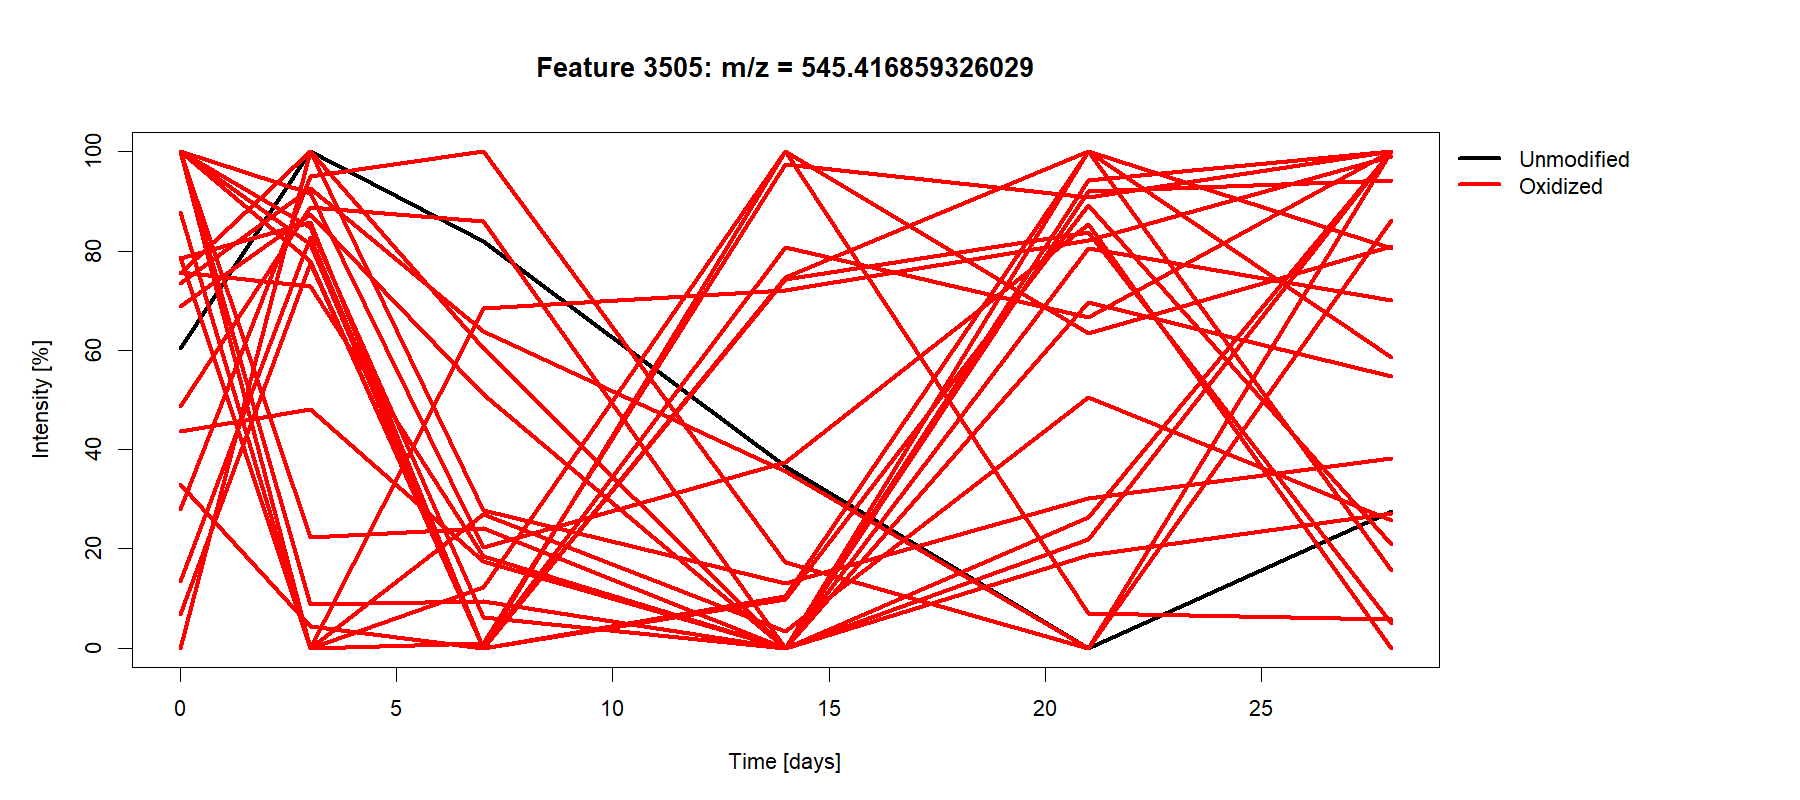 Feature 3505: m/z = 545.416859326029
Unmodified
Oxidized
Intensity [%]
100
80
60
40
20
0
0 5 10 15 20 25
Time [days]